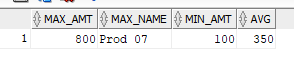 MAX_AMT MAX_NAME MIN_AMT AVG
1 800 Prod 07 100 350